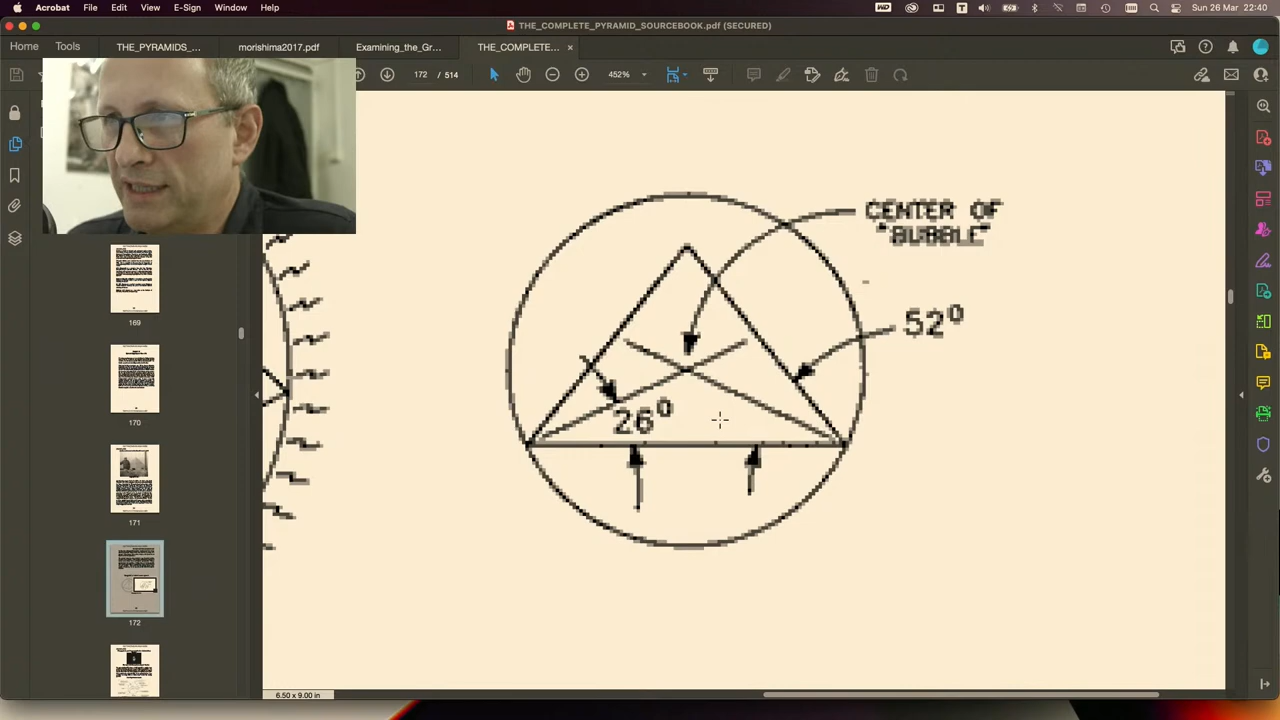 Acrobat File Edit View E-Sign Window Help
Sun 26 Mar 22:40
THE_COMPLETE_PYRAMID_SOURCEBOOK.pdf (SECURED)
Home Tools THE_PYRAMIDS_... morishima2017.pdf Examining_the_Gr... THE_COMPLETE... ×
172 / 514 452%
CENTER OF
"BUBBLE"
52°
26°
169
170
171
172
6.50 x 9.00 in